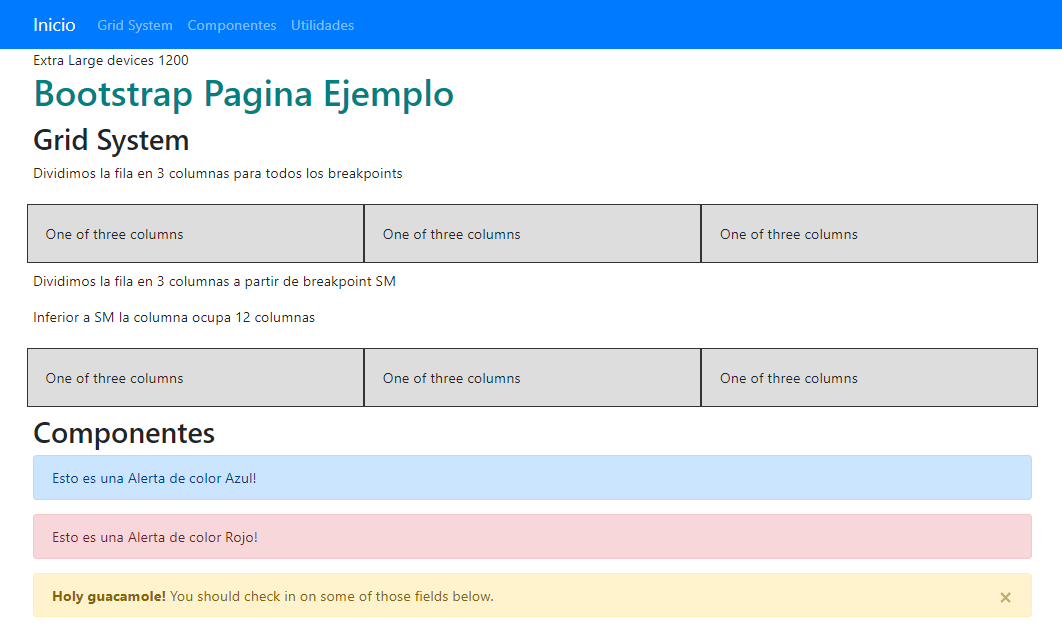 Inicio Grid System Componentes Utilidades
Extra Large devices 1200
Bootstrap Pagina Ejemplo
Grid System
Dividimos la fila en 3 columnas para todos los breakpoints
One of three columns One of three columns One of three columns
Dividimos la fila en 3 columnas a partir de breakpoint SM
Inferior a SM la columna ocupa 12 columnas
One of three columns One of three columns One of three columns
Componentes
Esto es una Alerta de color Azul!
Esto es una Alerta de color Rojo!
Holy guacamole! You should check in on some of those fields below. ×